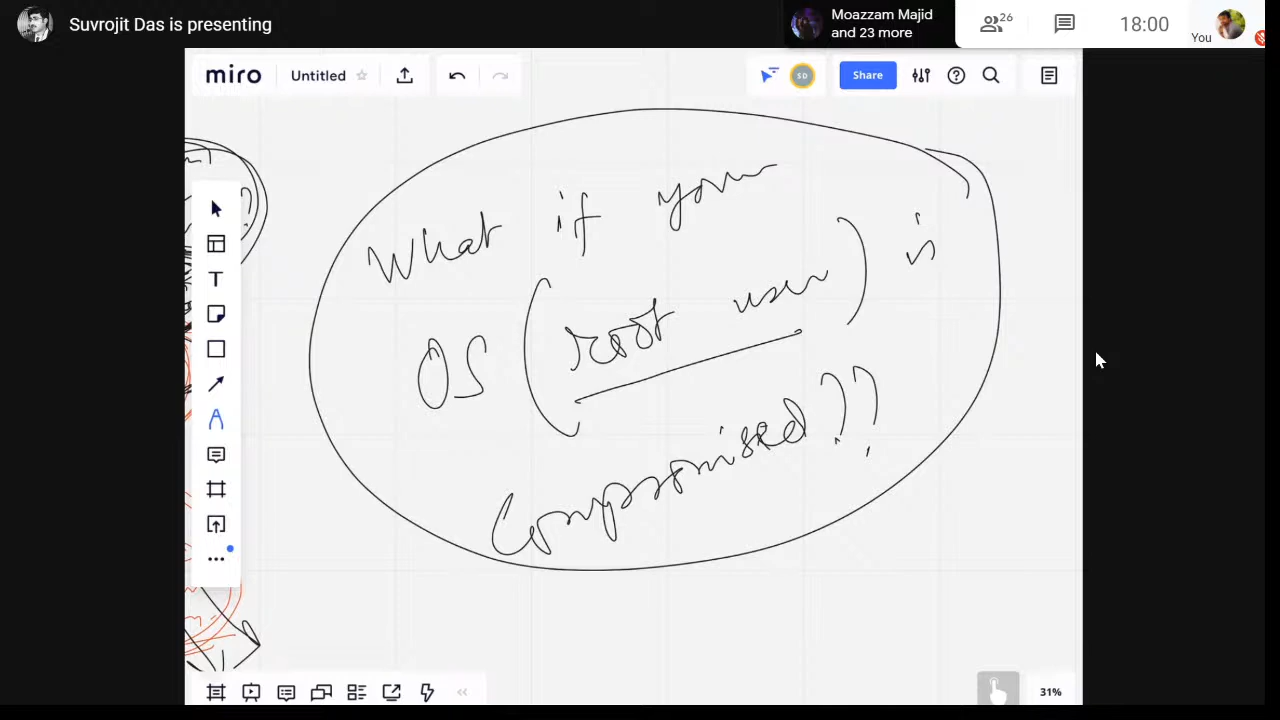 Suvrojit Das is presenting
Moazzam Majid
and 23 more
26
18:00
You
miro
Untitled
SD
Share
What if your
OS (root user) is
Compromised??
T
31%